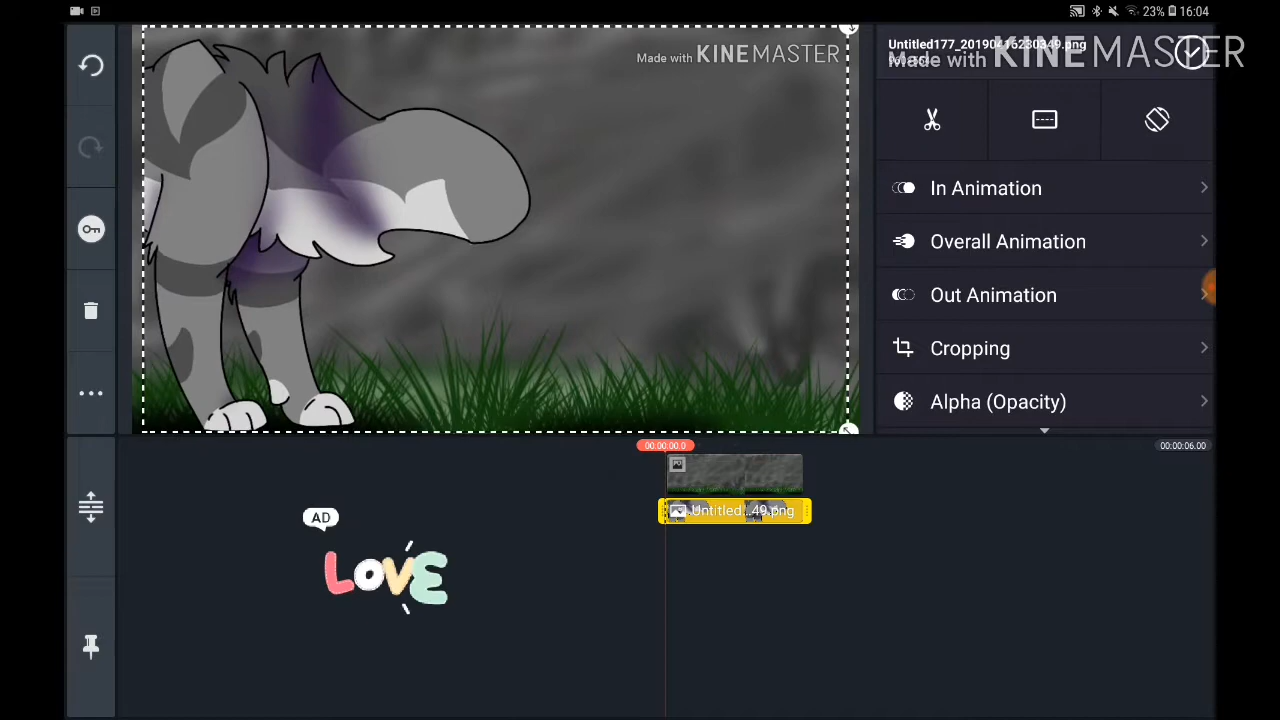 23% 16:04
Made with KINEMASTER
Untitled177_20190416230349.png
Made with KINEMASTER
In Animation
Overall Animation
Out Animation
Cropping
Alpha (Opacity)
00:00:00.0
00:00:06.00
Untitled...49.png
AD
LOVE